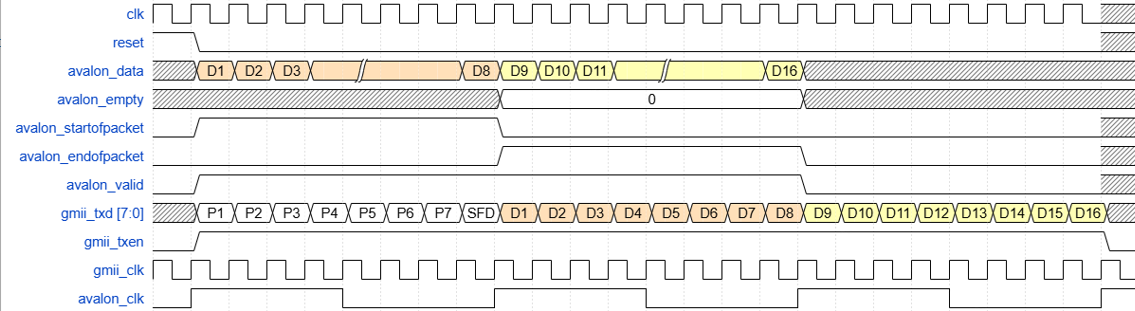 clk
reset
avalon_data D1 D2 D3 D8 D9 D10 D11 D16
avalon_empty 0
avalon_startofpacket
avalon_endofpacket
avalon_valid
gmii_txd [7:0] P1 P2 P3 P4 P5 P6 P7 SFD D1 D2 D3 D4 D5 D6 D7 D8 D9 D10 D11 D12 D13 D14 D15 D16
gmii_txen
gmii_clk
avalon_clk